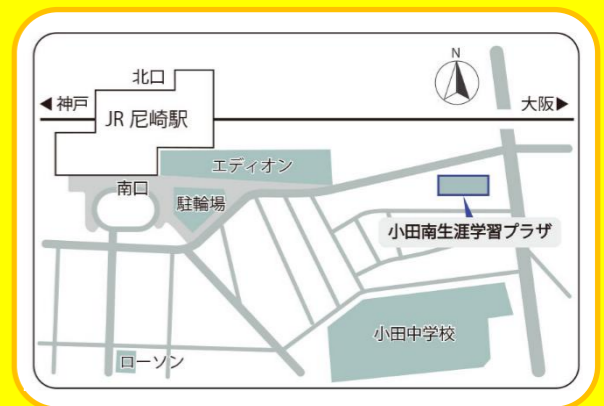 北口
N
◀神戸
大阪▶
JR 尼崎駅
エディオン
南口
駐輪場
小田南生涯学習プラザ
小田中学校
ローソン